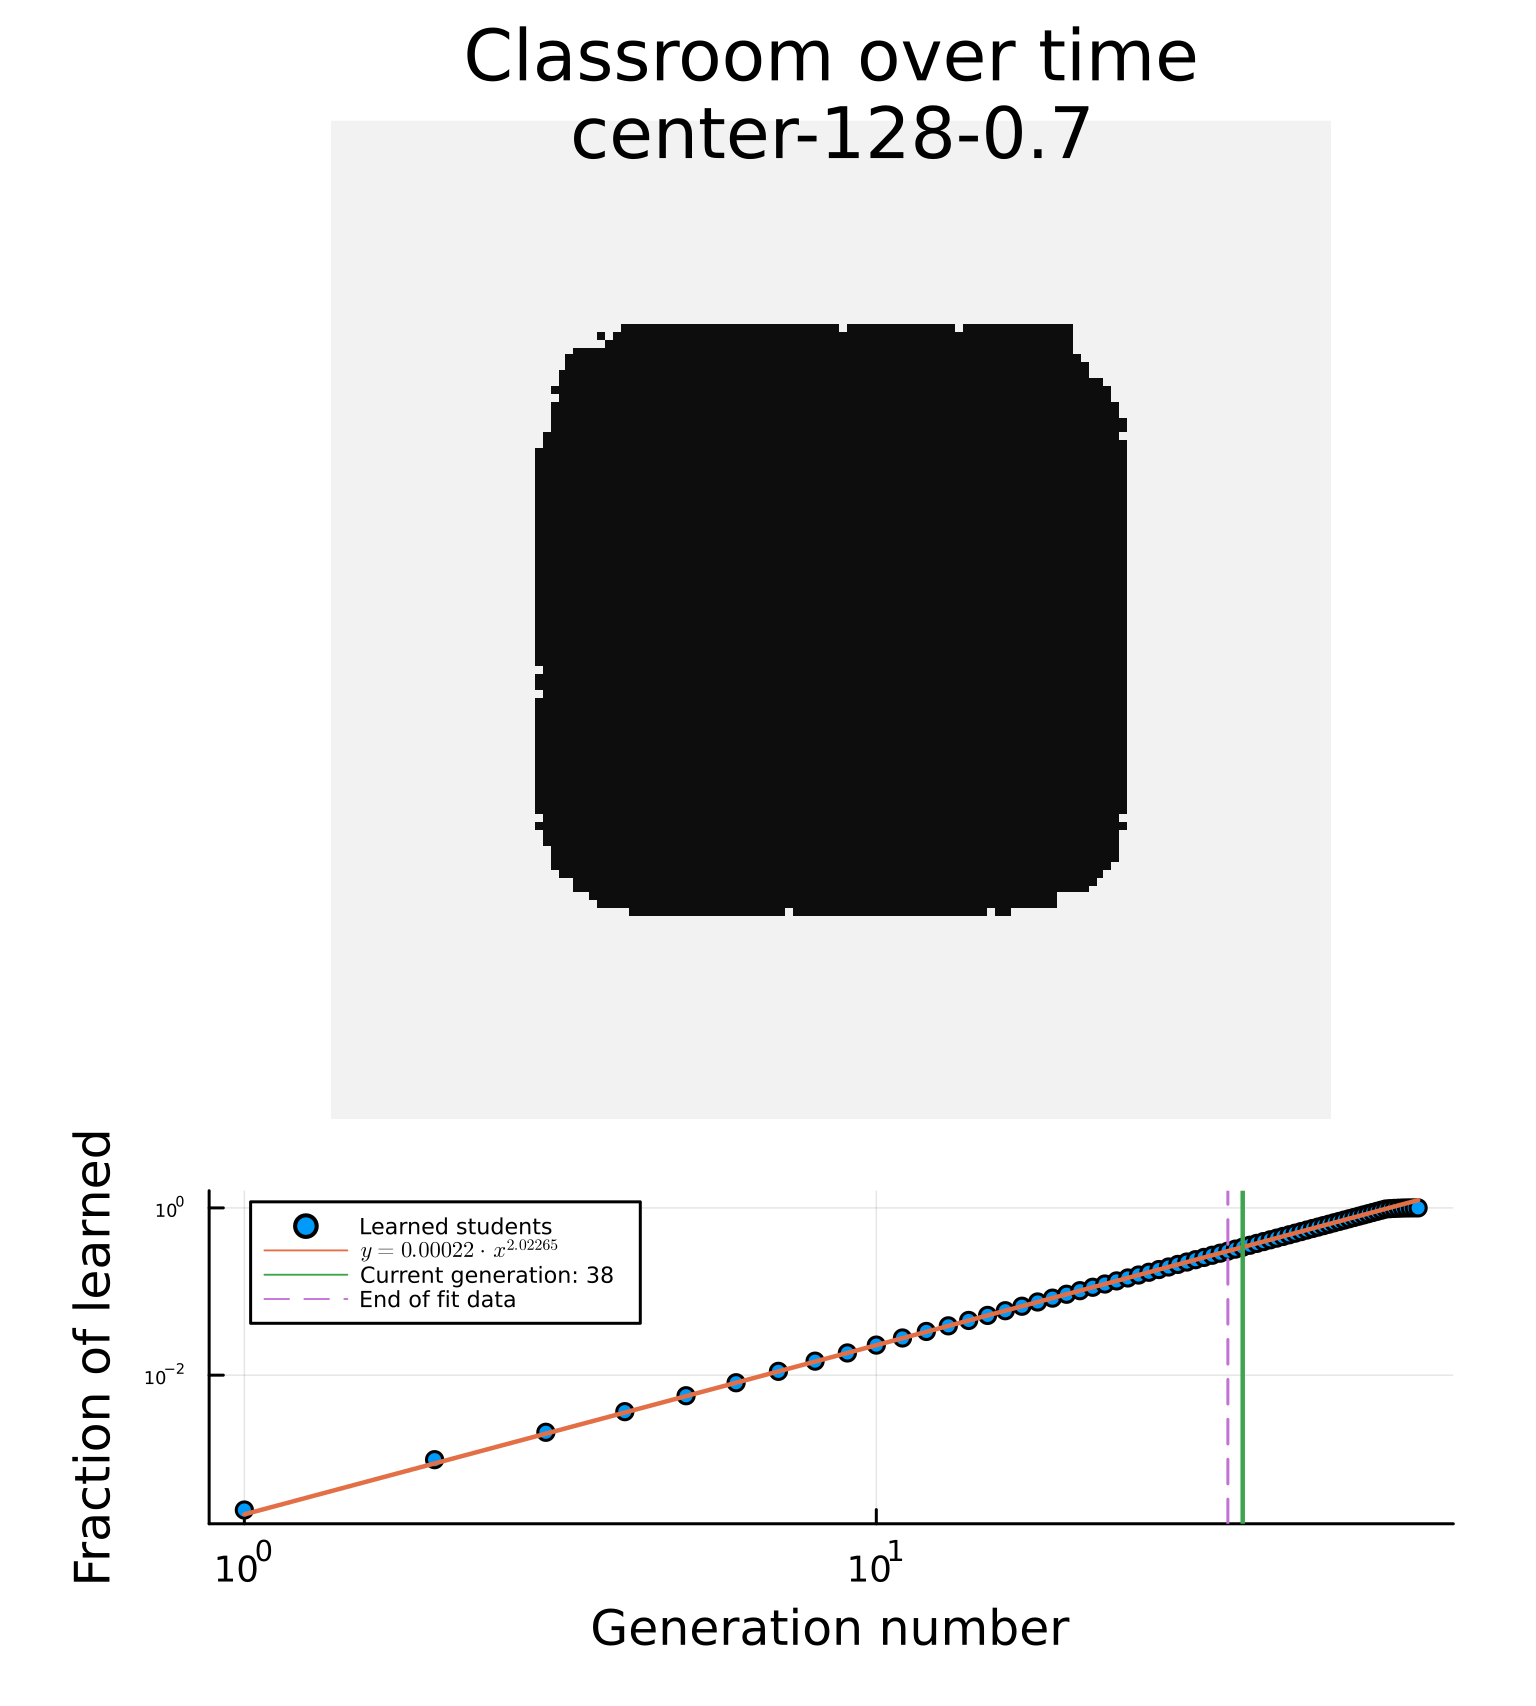 Classroom over time
center-128-0.7
Fraction of learned
10⁰
10⁻²
Learned students
y = 0.00022 · x^2.02265
Current generation: 38
End of fit data
10⁰ 10¹
Generation number